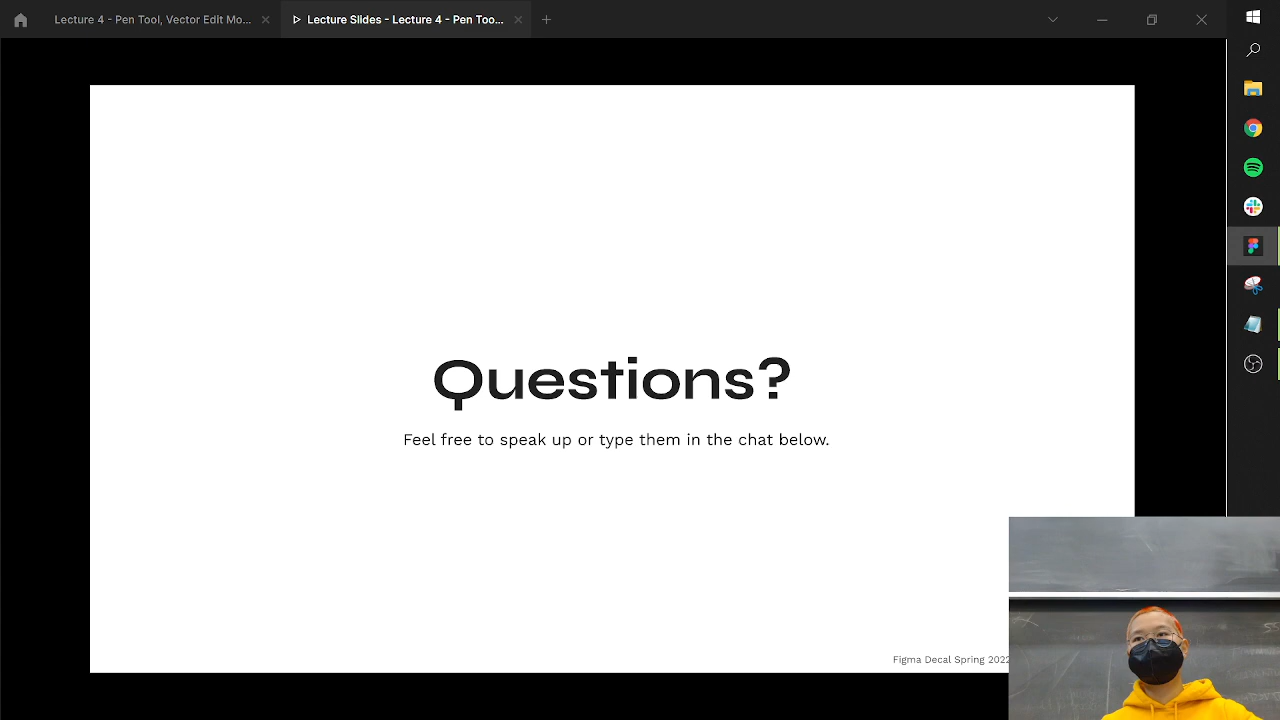 Lecture 4 - Pen Tool, Vector Edit Mo...
Lecture Slides - Lecture 4 - Pen Too...
Questions?
Feel free to speak up or type them in the chat below.
Figma Decal Spring 2022